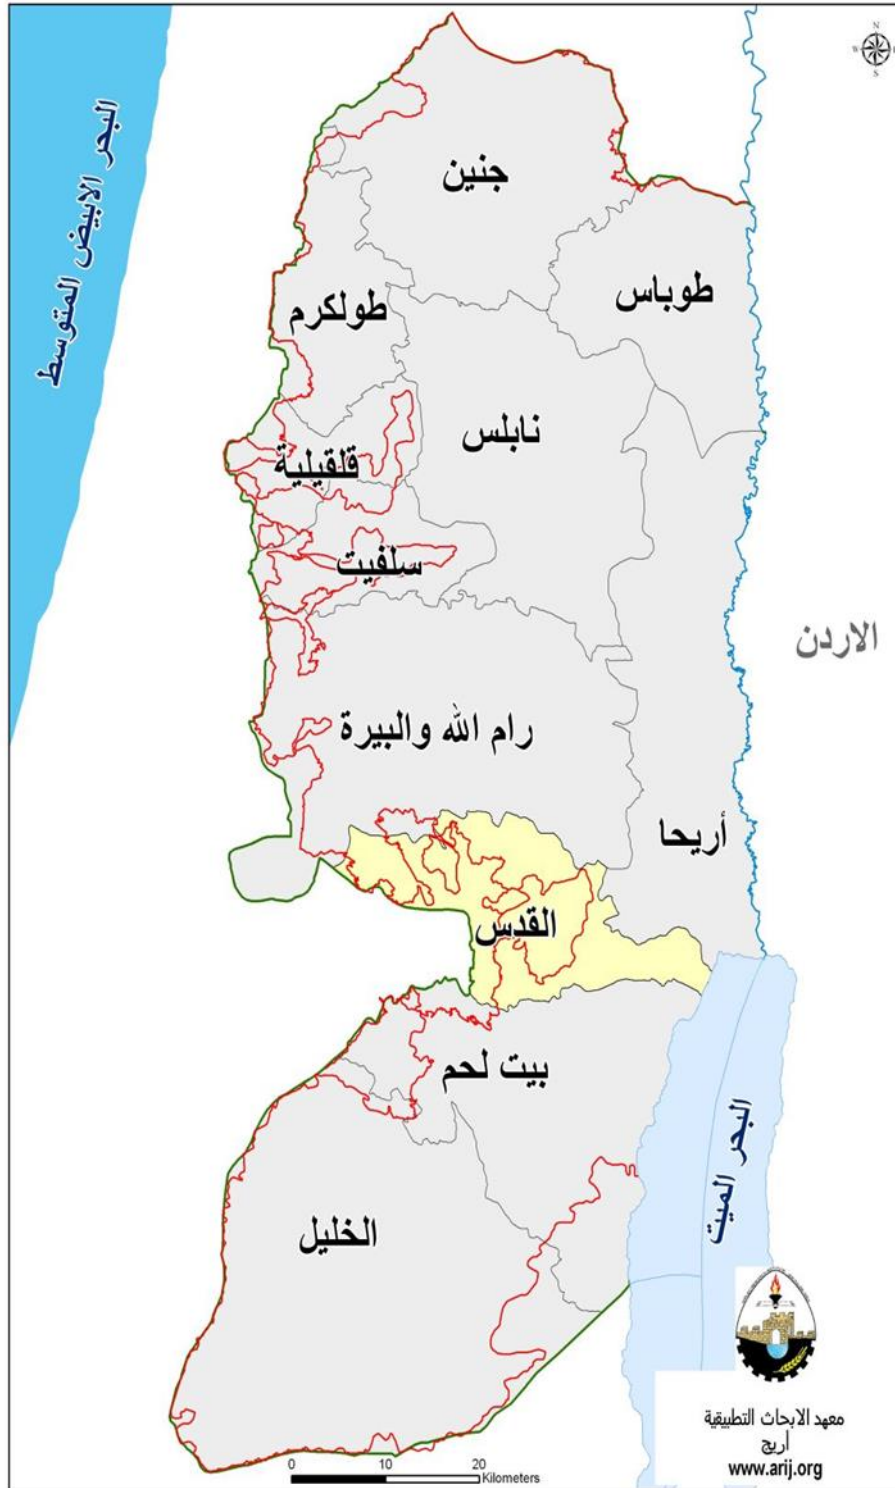 N
W
E
S
البحر الابيض المتوسط
جنين
طوباس
طولكرم
نابلس
قلقيلية
سلفيت
الاردن
رام الله والبيرة
أريحا
القدس
بيت لحم
البحر الميت
الخليل
معهد الابحاث التطبيقية
أريج
www.arij.org
0 10 20
Kilometers